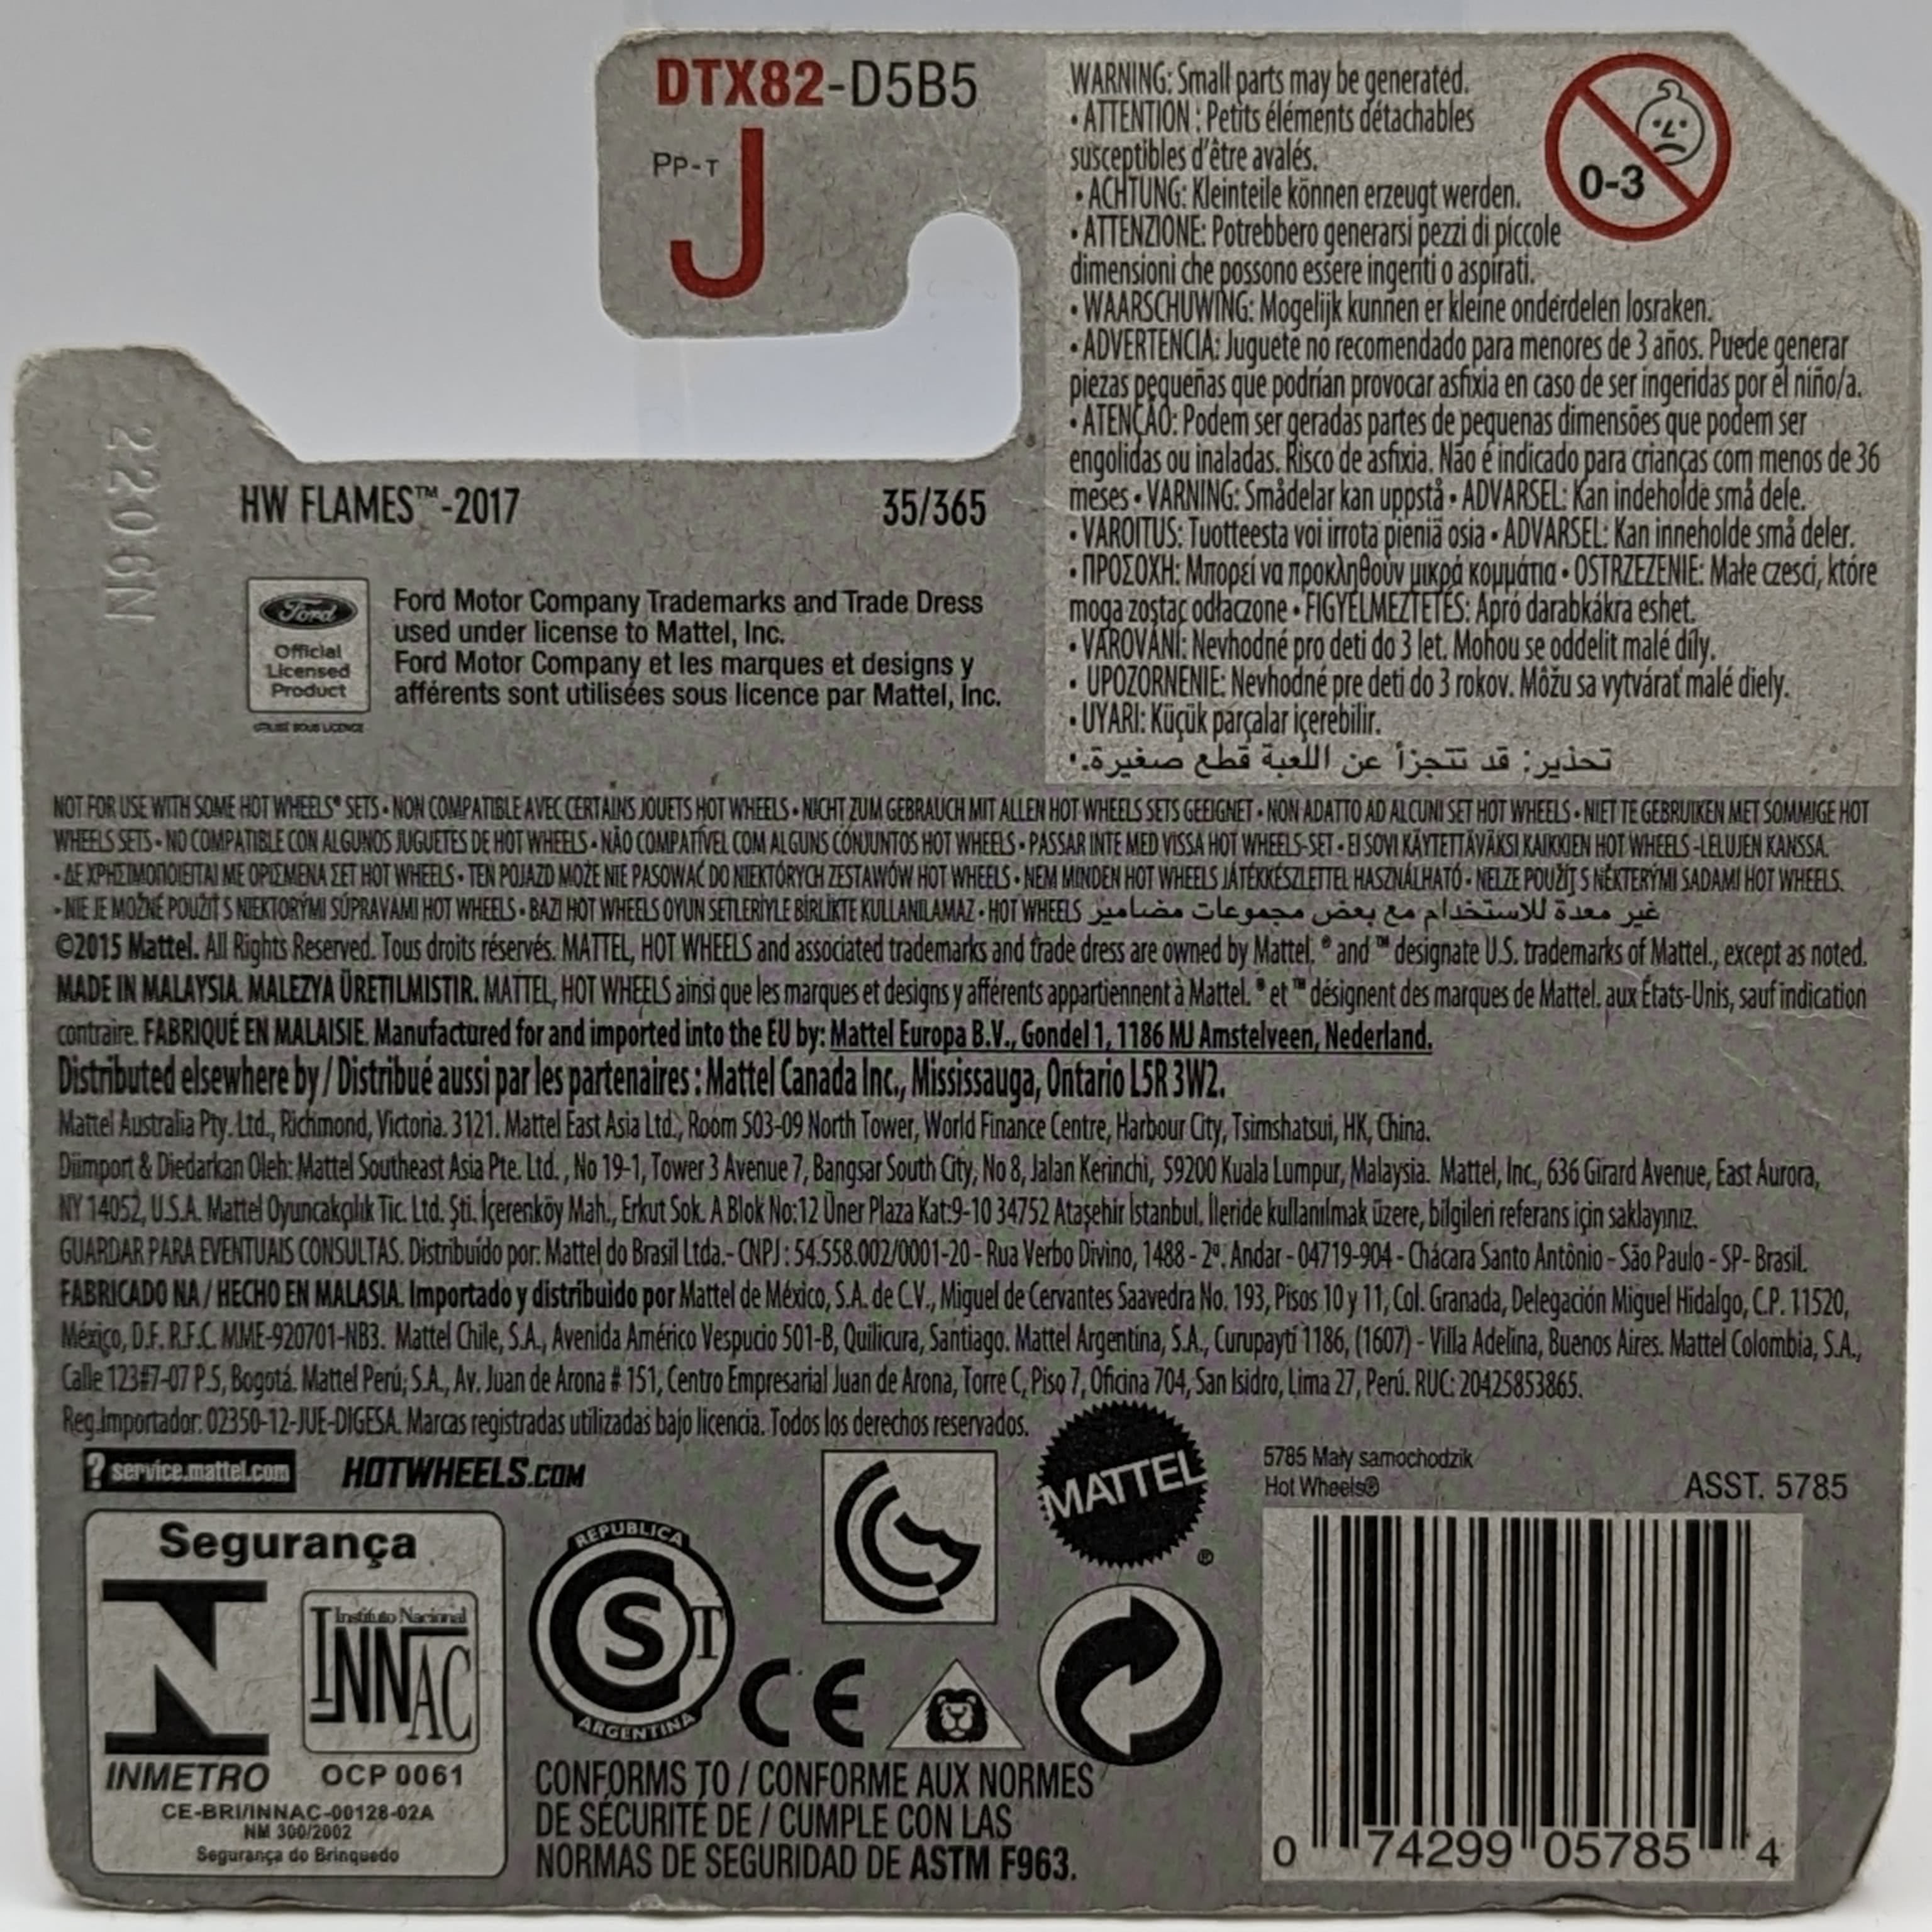 DTX82-D5B5
PP-T
J
WARNING: Small parts may be generated.
• ATTENTION : Petits éléments détachables
susceptibles d'être avalés.
• ACHTUNG: Kleinteile können erzeugt werden.
• ATTENZIONE: Potrebbero generarsi pezzi di piccole
dimensioni che possono essere ingeriti o aspirati.
• WAARSCHUWING: Mogelijk kunnen er kleine onderdelen losraken.
• ADVERTENCIA: Juguete no recomendado para menores de 3 años. Puede generar
piezas pequeñas que podrían provocar asfixia en caso de ser ingeridas por el niño/a.
• ATENÇÃO: Podem ser geradas partes de pequenas dimensões que podem ser
engolidas ou inaladas. Risco de asfixia. Não é indicado para crianças com menos de 36
meses • VARNING: Smådelar kan uppstå • ADVARSEL: Kan indeholde små dele.
• VAROITUS: Tuotteesta voi irrota pieniä osia • ADVARSEL: Kan inneholde små deler.
• ΠΡΟΣΟΧΗ: Μπορεί να προκληθούν μικρά κομμάτια • OSTRZEZENIE: Małe czesci, które
moga zostac odłaczone • FIGYELMEZTETÉS: Apró darabkákra eshet.
• VAROVÁNÍ: Nevhodné pro deti do 3 let. Mohou se oddelit malé díly.
• UPOZORNENIE: Nevhodné pre deti do 3 rokov. Môžu sa vytvárať malé diely.
• UYARI: Küçük parçalar içerebilir.
تحذير: قد تتجزأ عن اللعبة قطع صغيرة.•
0-3
2206N
HW FLAMES™-2017 35/365
Ford
Official
Licensed
Product
UTILISÉ SOUS LICENCE
Ford Motor Company Trademarks and Trade Dress
used under license to Mattel, Inc.
Ford Motor Company et les marques et designs y
afférents sont utilisées sous licence par Mattel, Inc.
NOT FOR USE WITH SOME HOT WHEELS® SETS • NON COMPATIBLE AVEC CERTAINS JOUETS HOT WHEELS • NICHT ZUM GEBRAUCH MIT ALLEN HOT WHEELS SETS GEEIGNET • NON ADATTO AD ALCUNI SET HOT WHEELS • NIET TE GEBRUIKEN MET SOMMIGE HOT
WHEELS SETS • NO COMPATIBLE CON ALGUNOS JUGUETES DE HOT WHEELS • NÃO COMPATÍVEL COM ALGUNS CONJUNTOS HOT WHEELS • PASSAR INTE MED VISSA HOT WHEELS-SET • EI SOVI KÄYTETTÄVÄKSI KAIKKIEN HOT WHEELS -LELUJEN KANSSA.
• ΔΕ ΧΡΗΣΙΜΟΠΟΙΕΙΤΑΙ ΜΕ ΟΡΙΣΜΕΝΑ ΣΕΤ HOT WHEELS • TEN POJAZD MOŻE NIE PASOWAĆ DO NIEKTÓRYCH ZESTAWÓW HOT WHEELS • NEM MINDEN HOT WHEELS JÁTÉKKÉSZLETTEL HASZNÁLHATÓ • NELZE POUŽÍT S NĚKTERÝMI SADAMI HOT WHEELS.
• NIE JE MOŽNÉ POUŽIŤ S NIEKTORÝMI SÚPRAVAMI HOT WHEELS • BAZI HOT WHEELS OYUN SETLERİYLE BİRLİKTE KULLANILAMAZ • HOT WHEELS غير معدة للاستخدام مع بعض مجموعات مضامير
©2015 Mattel. All Rights Reserved. Tous droits réservés. MATTEL, HOT WHEELS and associated trademarks and trade dress are owned by Mattel. ® and ™ designate U.S. trademarks of Mattel., except as noted.
MADE IN MALAYSIA. MALEZYA ÜRETILMISTIR. MATTEL, HOT WHEELS ainsi que les marques et designs y afférents appartiennent à Mattel. ® et ™ désignent des marques de Mattel. aux États-Unis, sauf indication
contraire. FABRIQUÉ EN MALAISIE. Manufactured for and imported into the EU by: Mattel Europa B.V., Gondel 1, 1186 MJ Amstelveen, Nederland.
Distributed elsewhere by / Distribué aussi par les partenaires : Mattel Canada Inc., Mississauga, Ontario L5R 3W2.
Mattel Australia Pty. Ltd., Richmond, Victoria. 3121. Mattel East Asia Ltd., Room 503-09 North Tower, World Finance Centre, Harbour City, Tsimshatsui, HK, China.
Diimport & Diedarkan Oleh: Mattel Southeast Asia Pte. Ltd. , No 19-1, Tower 3 Avenue 7, Bangsar South City, No 8, Jalan Kerinchi, 59200 Kuala Lumpur, Malaysia. Mattel, Inc., 636 Girard Avenue, East Aurora,
NY 14052, U.S.A. Mattel Oyuncakçılık Tic. Ltd. Şti. İçerenköy Mah., Erkut Sok. A Blok No:12 Üner Plaza Kat:9-10 34752 Ataşehir İstanbul. İleride kullanılmak üzere, bilgileri referans için saklayınız.
GUARDAR PARA EVENTUAIS CONSULTAS. Distribuído por: Mattel do Brasil Ltda.- CNPJ : 54.558.002/0001-20 - Rua Verbo Divino, 1488 - 2º. Andar - 04719-904 - Chácara Santo Antônio - São Paulo - SP- Brasil.
FABRICADO NA / HECHO EN MALASIA. Importado y distribuido por Mattel de México, S.A. de C.V., Miguel de Cervantes Saavedra No. 193, Pisos 10 y 11, Col. Granada, Delegación Miguel Hidalgo, C.P. 11520,
México, D.F. R.F.C. MME-920701-NB3. Mattel Chile, S.A., Avenida Américo Vespucio 501-B, Quilicura, Santiago. Mattel Argentina, S.A., Curupaytí 1186, (1607) - Villa Adelina, Buenos Aires. Mattel Colombia, S.A.,
Calle 123#7-07 P.5, Bogotá. Mattel Perú, S.A., Av. Juan de Arona # 151, Centro Empresarial Juan de Arona, Torre C, Piso 7, Oficina 704, San Isidro, Lima 27, Perú. RUC: 20425853865.
Reg.Importador: 02350-12-JUE-DIGESA. Marcas registradas utilizadas bajo licencia. Todos los derechos reservados.
? service.mattel.com HOTWHEELS.COM
MATTEL
®
5785 Mały samochodzik
Hot Wheels®
ASST. 5785
Segurança
Instituto Nacional
INNAC
INMETRO OCP 0061
CE-BRI/INNAC-00128-02A
NM 300/2002
Segurança do Brinquedo
REPUBLICA
S T
ARGENTINA
CE
CONFORMS TO / CONFORME AUX NORMES
DE SÉCURITÉ DE / CUMPLE CON LAS
NORMAS DE SEGURIDAD DE ASTM F963.
0 74299 05785 4